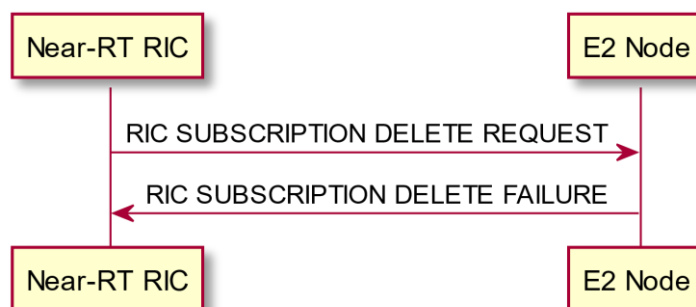 Near-RT RIC
E2 Node
RIC SUBSCRIPTION DELETE REQUEST
RIC SUBSCRIPTION DELETE FAILURE
Near-RT RIC
E2 Node